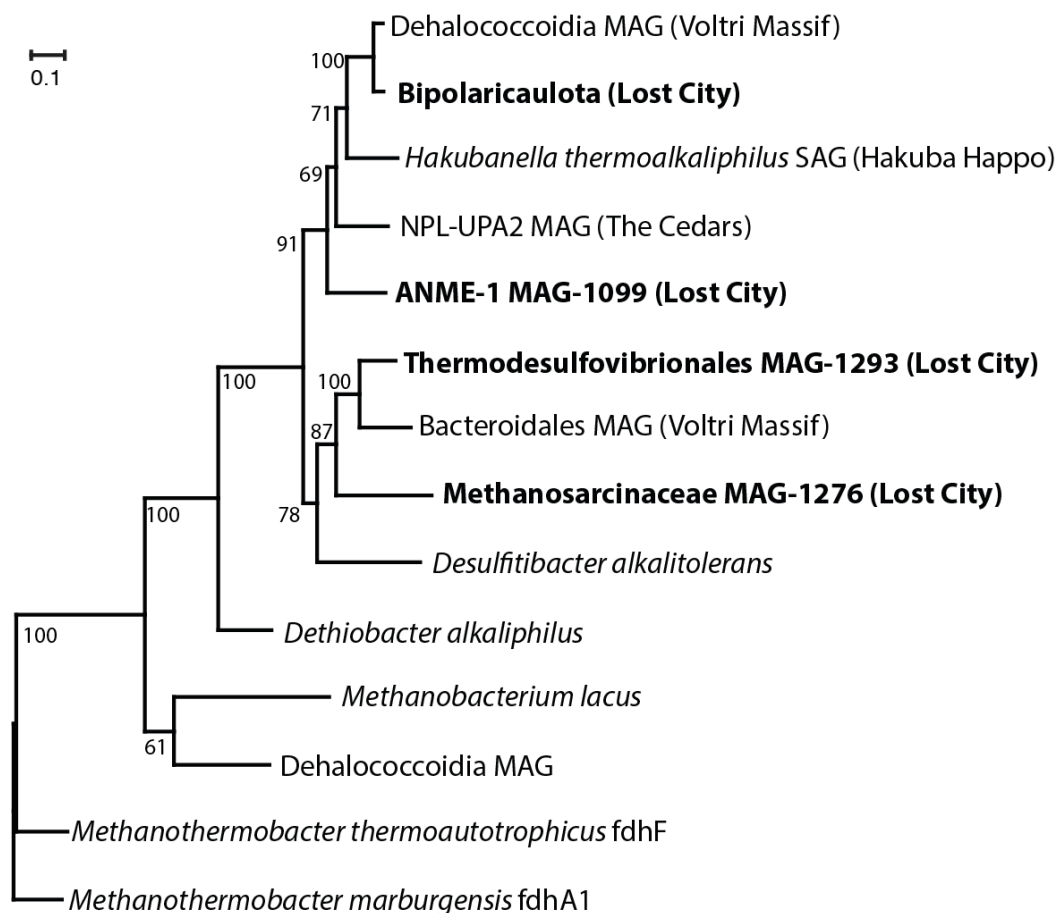 Dehalococcoidia MAG (Voltri Massif)
0.1
100
Bipolaricaulota (Lost City)
71
Hakubanella thermoalkaliphilus SAG (Hakuba Happo)
69
NPL-UPA2 MAG (The Cedars)
91
ANME-1 MAG-1099 (Lost City)
Thermodesulfovibrionales MAG-1293 (Lost City)
100
100
Bacteroidales MAG (Voltri Massif)
87
Methanosarcinaceae MAG-1276 (Lost City)
100
78
Desulfitibacter alkalitolerans
Dethiobacter alkaliphilus
100
Methanobacterium lacus
61
Dehalococcoidia MAG
Methanothermobacter thermoautotrophicus fdhF
Methanothermobacter marburgensis fdhA1